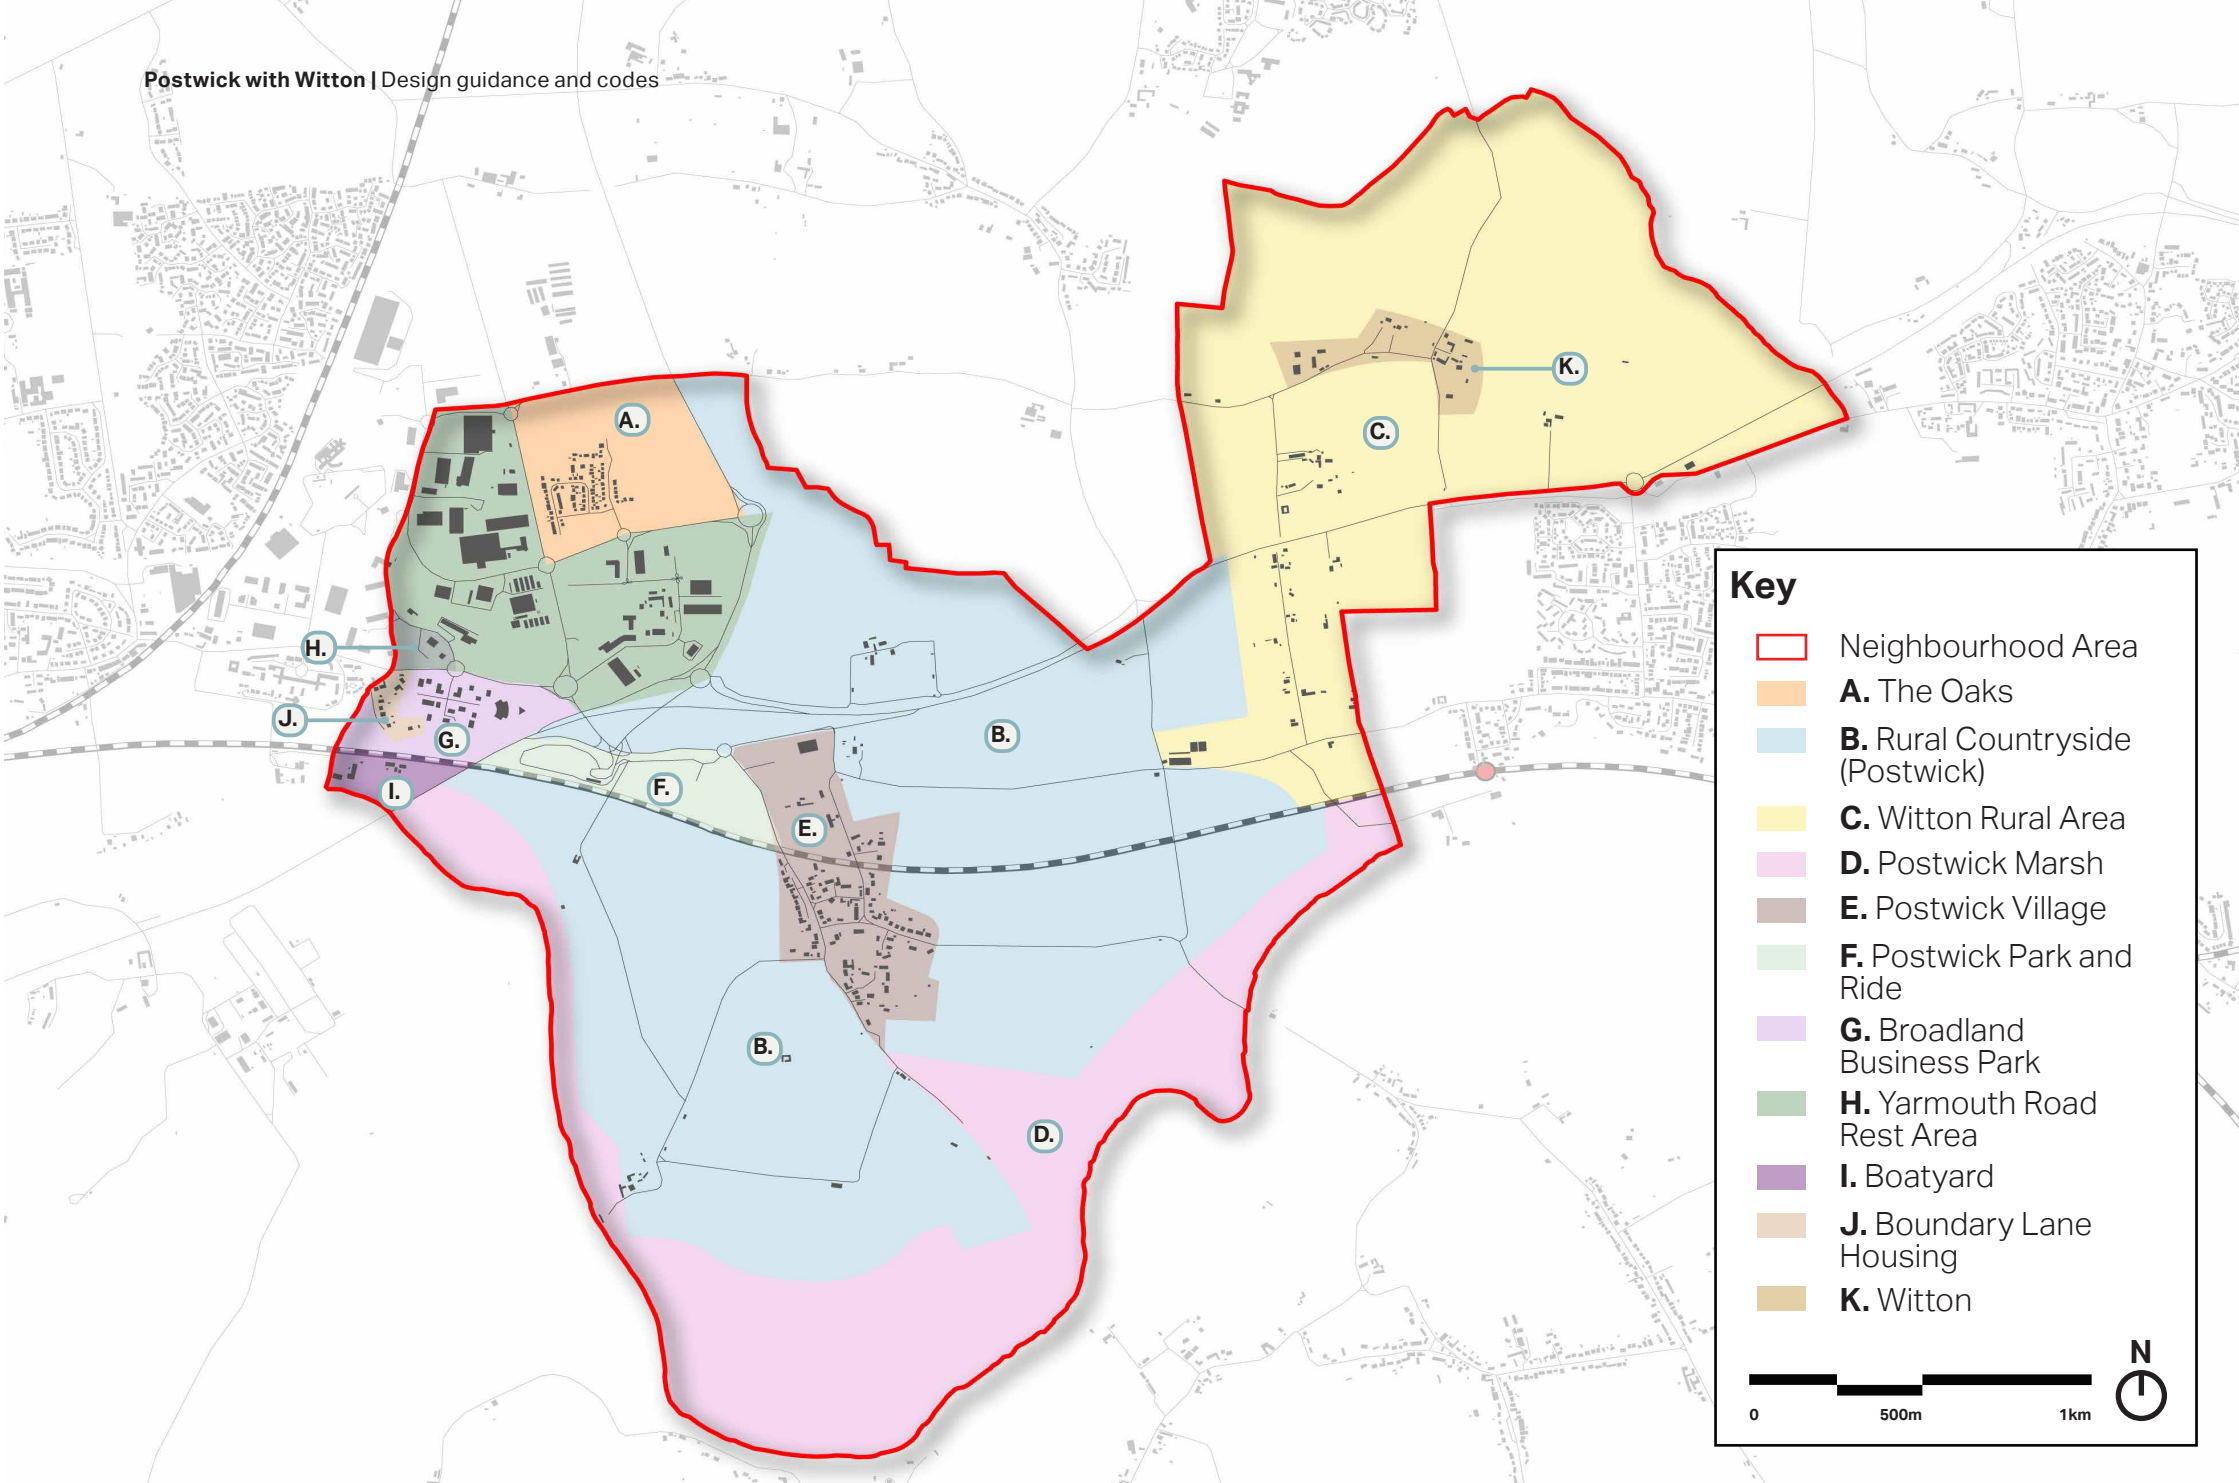 Postwick with Witton | Design guidance and codes
A.
K.
C.
H.
J.
G.
B.
I.
F.
E.
B.
D.
Key
Neighbourhood Area
A. The Oaks
B. Rural Countryside
(Postwick)
C. Witton Rural Area
D. Postwick Marsh
E. Postwick Village
F. Postwick Park and
Ride
G. Broadland
Business Park
H. Yarmouth Road
Rest Area
I. Boatyard
J. Boundary Lane
Housing
K. Witton
N
0 500m 1km